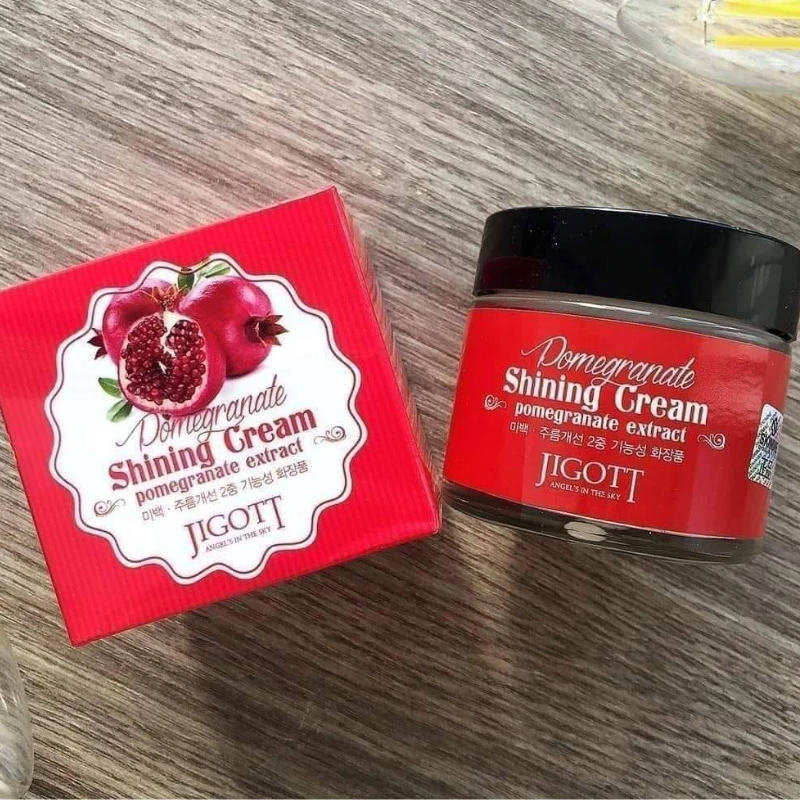 Pomegranate
Shining Cream
pomegranate extract
미백 · 주름개선 2중 기능성 화장품
JIGOTT
ANGEL'S IN THE SKY
Pomegranate
Shining Cream
pomegranate extract
미백 · 주름개선 2중 기능성 화장품
JIGOTT
ANGEL'S IN THE SKY